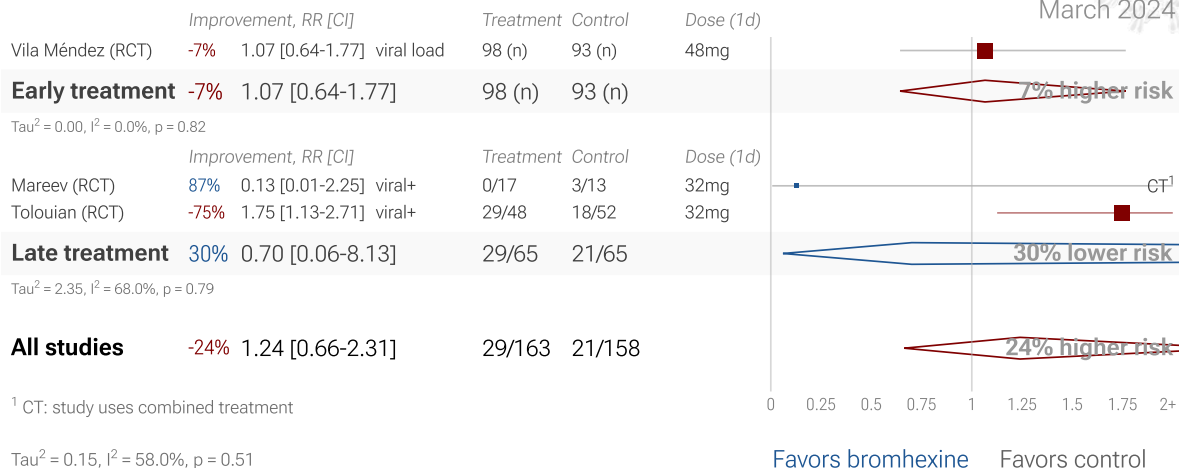 March 2024
Improvement, RR [CI] Treatment Control Dose (1d)
Vila Méndez (RCT) -7% 1.07 [0.64-1.77] viral load 98 (n) 93 (n) 48mg
Early treatment -7% 1.07 [0.64-1.77] 98 (n) 93 (n) 7% higher risk
Tau² = 0.00, I² = 0.0%, p = 0.82
Improvement, RR [CI] Treatment Control Dose (1d)
Mareev (RCT) 87% 0.13 [0.01-2.25] viral+ 0/17 3/13 32mg CT¹
Tolouian (RCT) -75% 1.75 [1.13-2.71] viral+ 29/48 18/52 32mg
Late treatment 30% 0.70 [0.06-8.13] 29/65 21/65 30% lower risk
Tau² = 2.35, I² = 68.0%, p = 0.79
All studies -24% 1.24 [0.66-2.31] 29/163 21/158 24% higher risk
¹ CT: study uses combined treatment
0 0.25 0.5 0.75 1 1.25 1.5 1.75 2+
Tau² = 0.15, I² = 58.0%, p = 0.51
Favors bromhexine Favors control